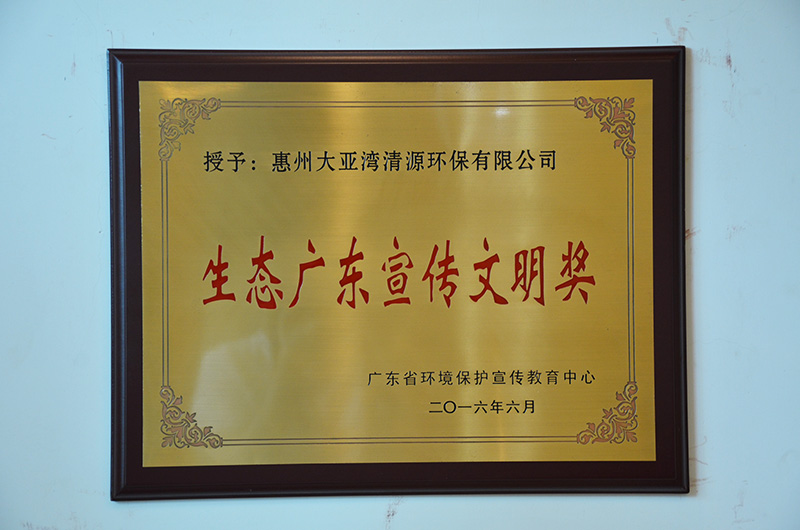 授予：惠州大亚湾清源环保有限公司
生态广东宣传文明奖
广东省环境保护宣传教育中心
二〇一六年六月